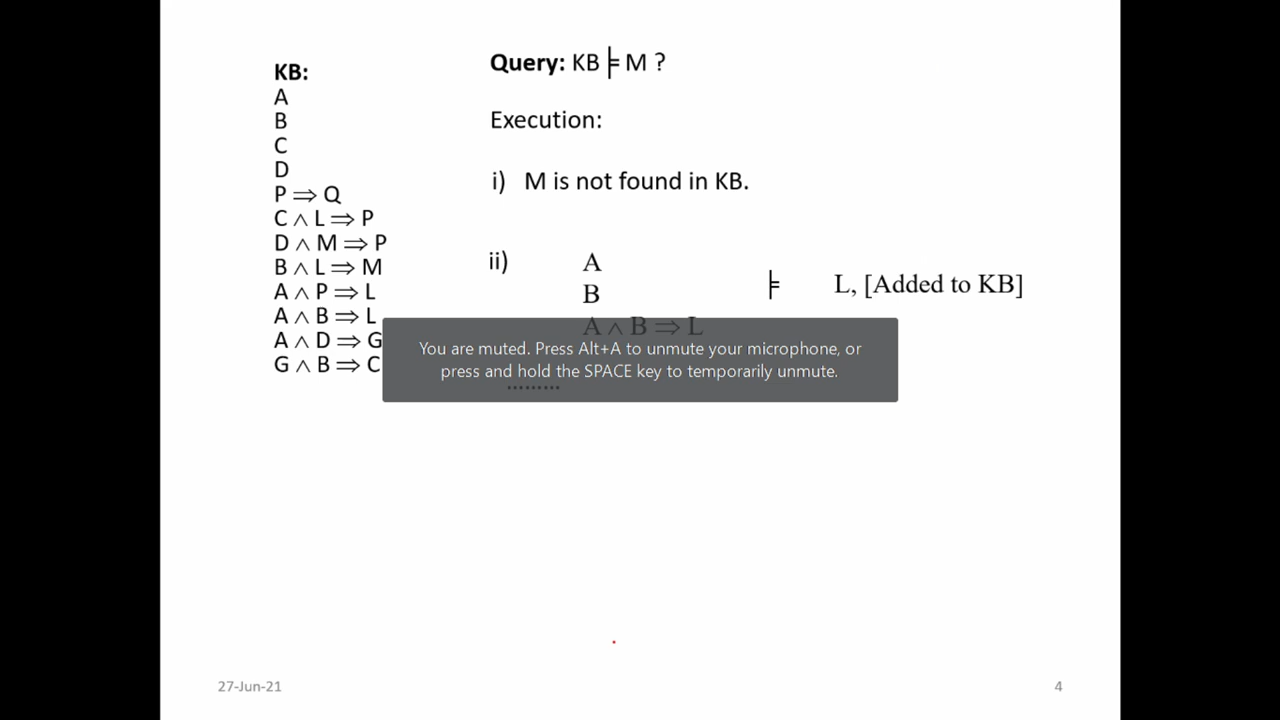 KB:
A
B
C
D
P ⇒ Q
C ∧ L ⇒ P
D ∧ M ⇒ P
B ∧ L ⇒ M
A ∧ P ⇒ L
A ∧ B ⇒ L
A ∧ D ⇒ G
G ∧ B ⇒ C
Query: KB ⊧ M ?
Execution:
i) M is not found in KB.
ii) A
B
A ∧ B ⇒ L
⊧ L, [Added to KB]
.........
You are muted. Press Alt+A to unmute your microphone, or
press and hold the SPACE key to temporarily unmute.
27-Jun-21
4